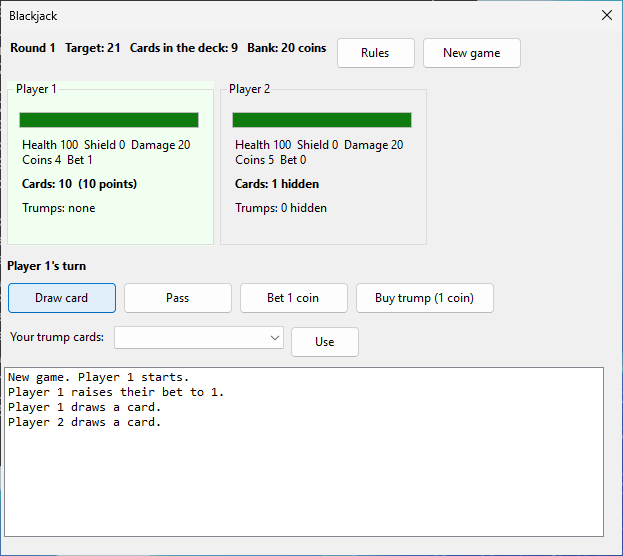 Blackjack
Round 1 Target: 21 Cards in the deck: 9 Bank: 20 coins Rules New game
Player 1
Health 100 Shield 0 Damage 20
Coins 4 Bet 1
Cards: 10 (10 points)
Trumps: none
Player 2
Health 100 Shield 0 Damage 20
Coins 5 Bet 0
Cards: 1 hidden
Trumps: 0 hidden
Player 1's turn
Draw card Pass Bet 1 coin Buy trump (1 coin)
Your trump cards: Use
New game. Player 1 starts.
Player 1 raises their bet to 1.
Player 1 draws a card.
Player 2 draws a card.